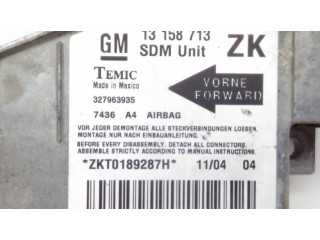 GM 13 158 713 ZK
SDM Unit
TEMIC
Made in Mexico
327963935
VORNE
FORWARD
7436 A4 AIRBAG
VOR JEDER DEMONTAGE ALLE STECKVERBINDUNGEN LOESEN.
MONTAGE NUR NACH EINBAUANLEITUNG.
BEFORE EVERY DISASSEMBLY, DETACH ALL CONNECTORS.
ASSEMBLE STRICTLY ACCORDING TO MOUNTING INSTRUCTIONS
*ZKT0189287H* 11/04 04